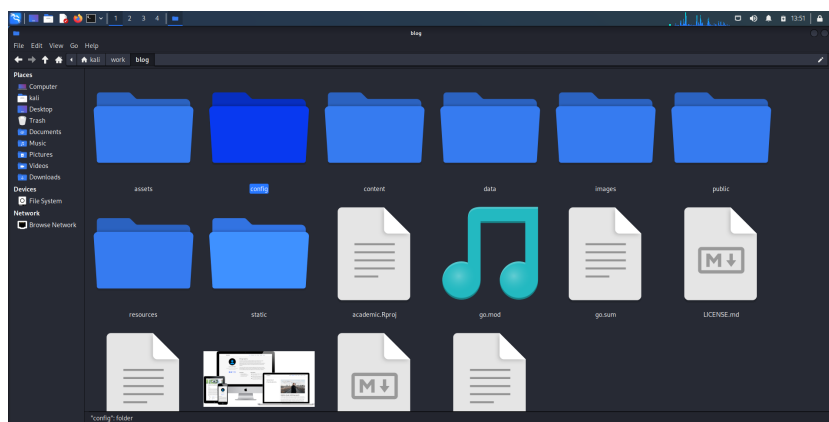 1 2 3 4
13:51
blog
File Edit View Go Help
kali work blog
Places
Computer
kali
Desktop
Trash
Documents
Music
Pictures
Videos
Downloads
Devices
File System
Network
Browse Network
assets config content data images public
resources static academic.Rproj go.mod go.sum LICENSE.md
M
M
"config": folder